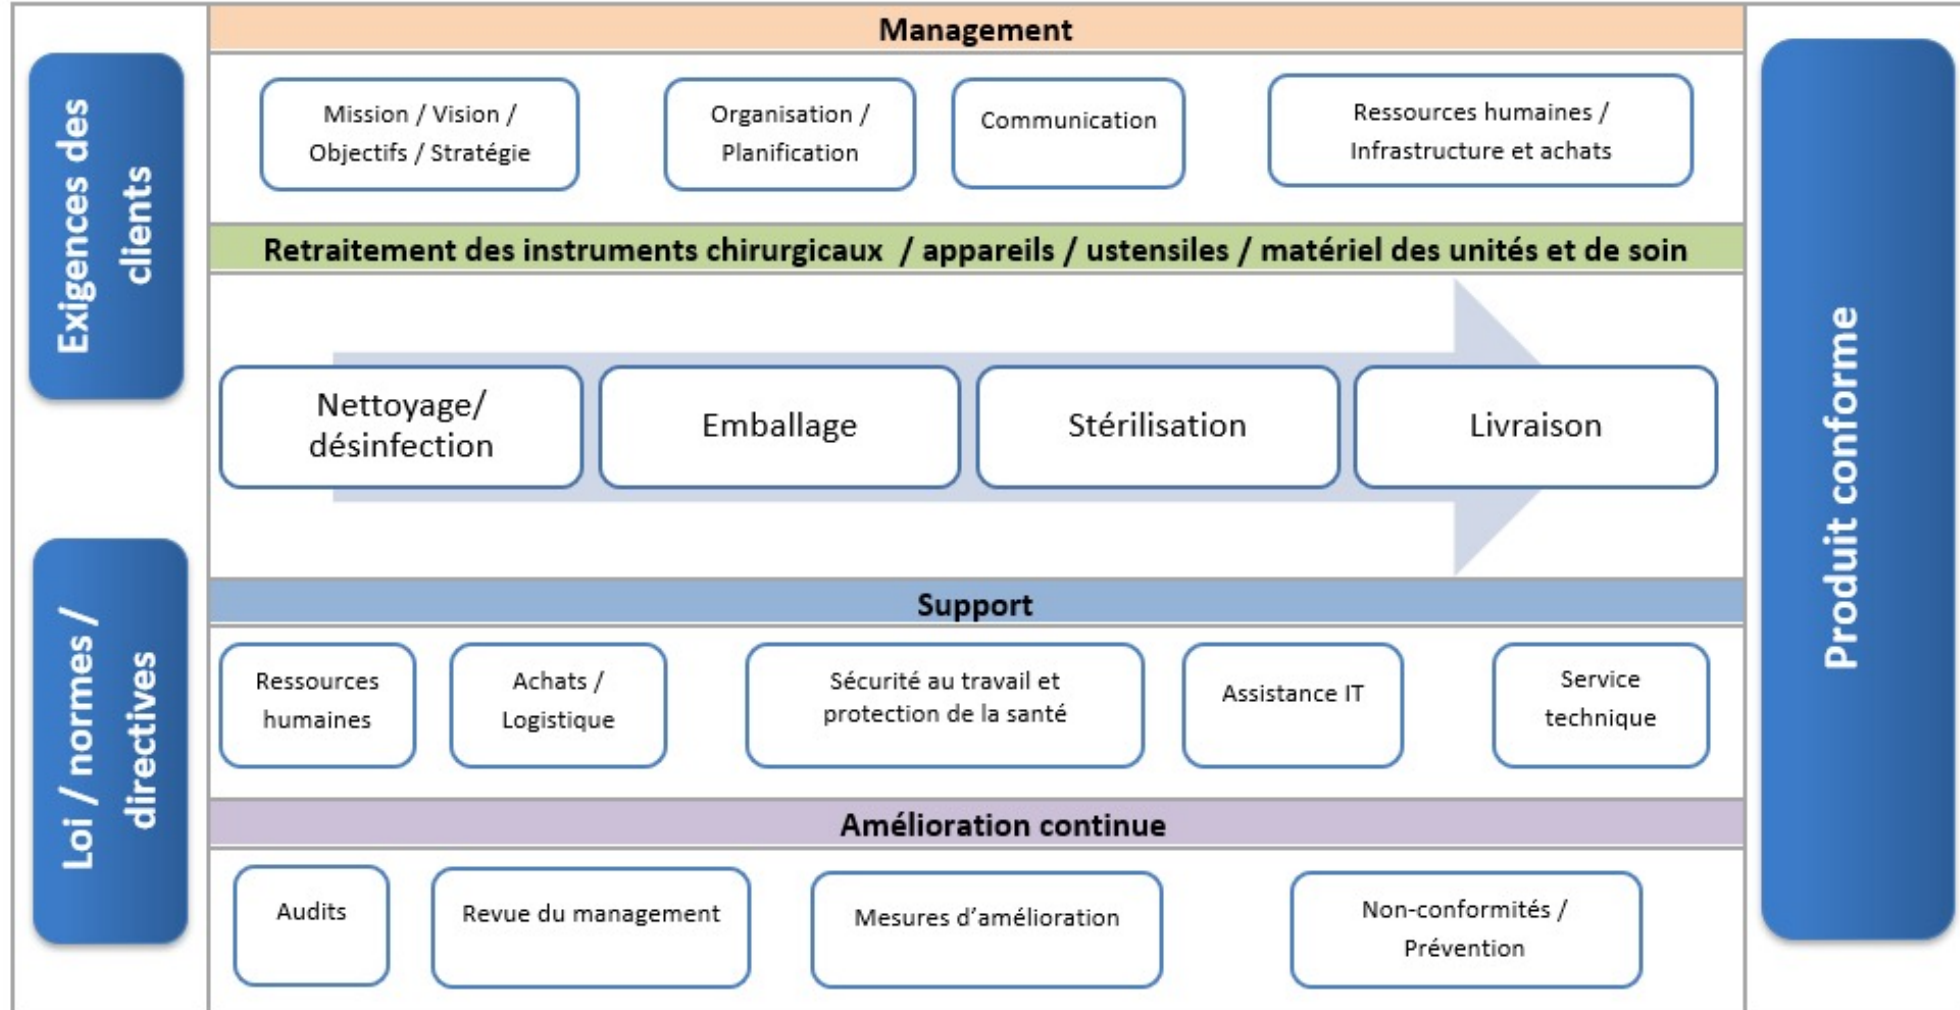 Exigences des
clients
Loi / normes /
directives
Management
Mission / Vision /
Objectifs / Stratégie
Organisation /
Planification
Communication
Ressources humaines /
Infrastructure et achats
Retraitement des instruments chirurgicaux / appareils / ustensiles / matériel des unités et de soin
Nettoyage/
désinfection
Emballage
Stérilisation
Livraison
Support
Ressources
humaines
Achats /
Logistique
Sécurité au travail et
protection de la santé
Assistance IT
Service
technique
Amélioration continue
Audits
Revue du management
Mesures d’amélioration
Non-conformités /
Prévention
Produit conforme